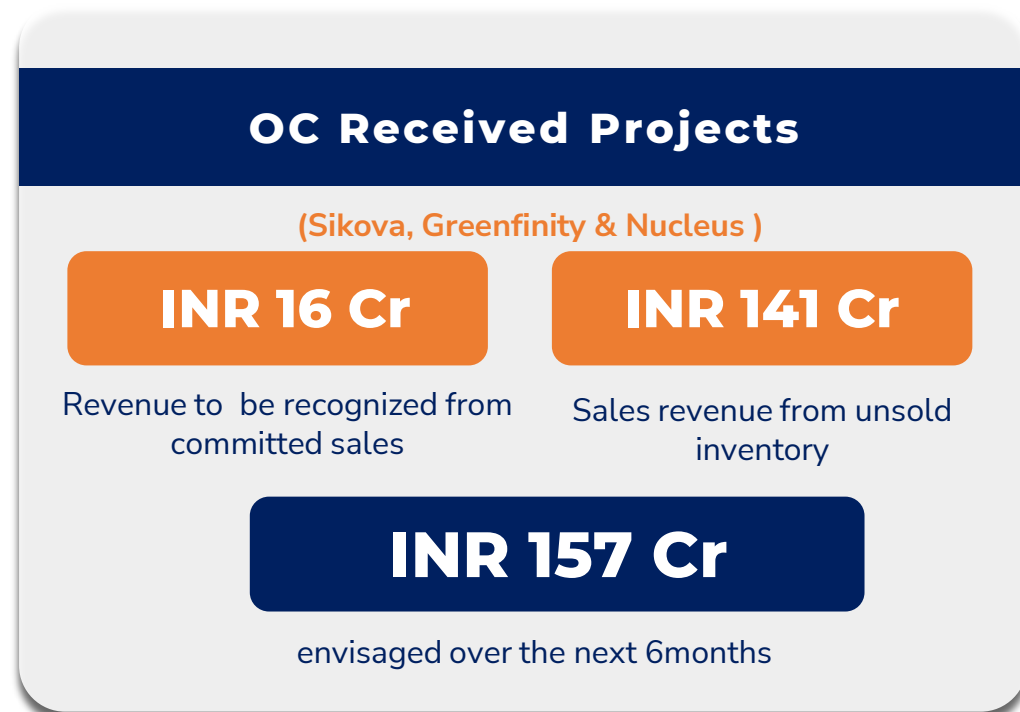 OC Received Projects
(Sikova, Greenfinity & Nucleus )
INR 16 Cr
INR 141 Cr
Revenue to  be recognized from
committed sales
Sales revenue from unsold
inventory
INR 157 Cr
envisaged over the next 6months